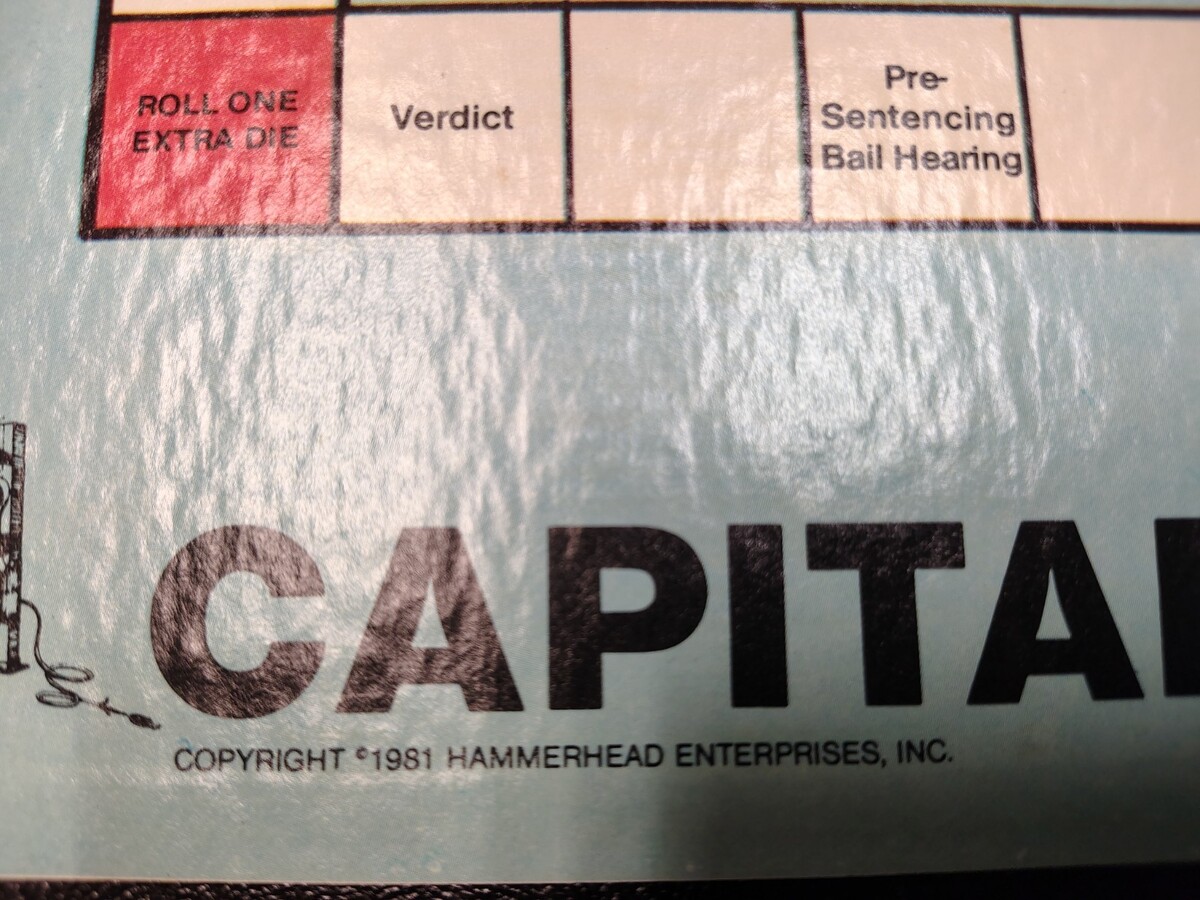 ROLL ONE
EXTRA DIE
Verdict
Pre-
Sentencing
Bail Hearing
CAPITA
COPYRIGHT ©1981 HAMMERHEAD ENTERPRISES, INC.